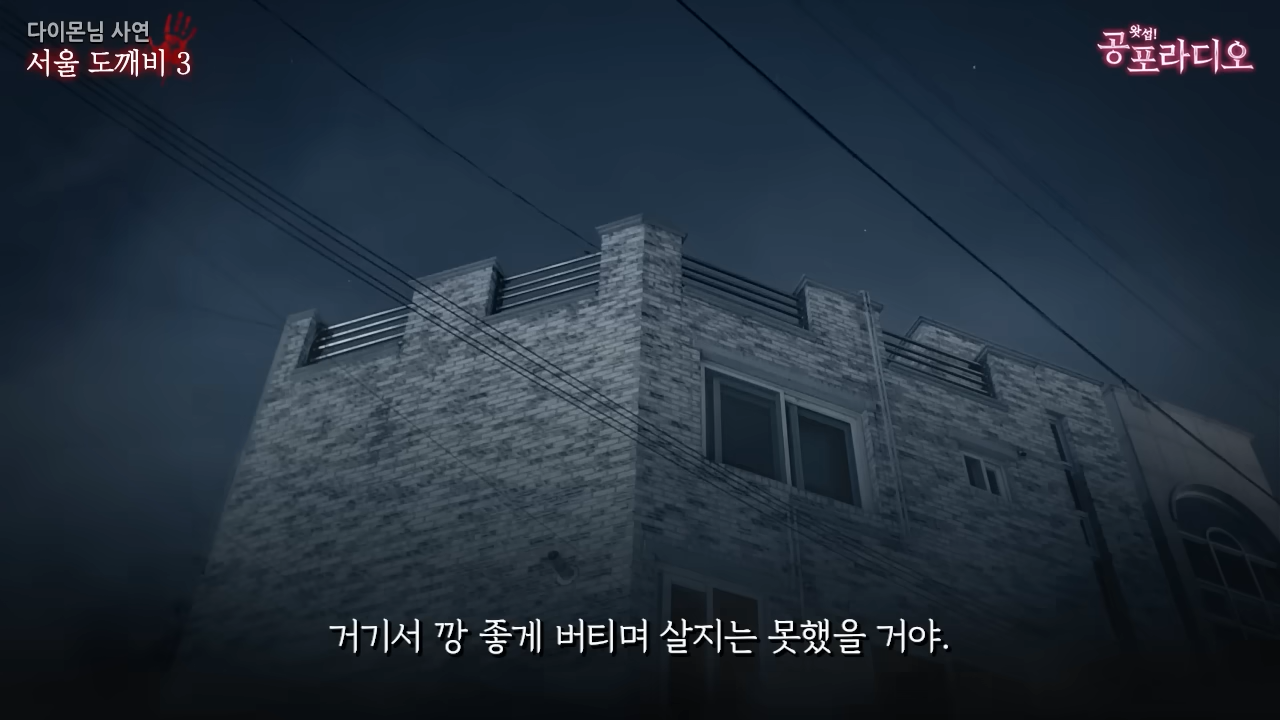 다이몬님 사연
서울 도깨비 3
왓섭!
공포라디오
거기서 깡 좋게 버티며 살지는 못했을 거야.